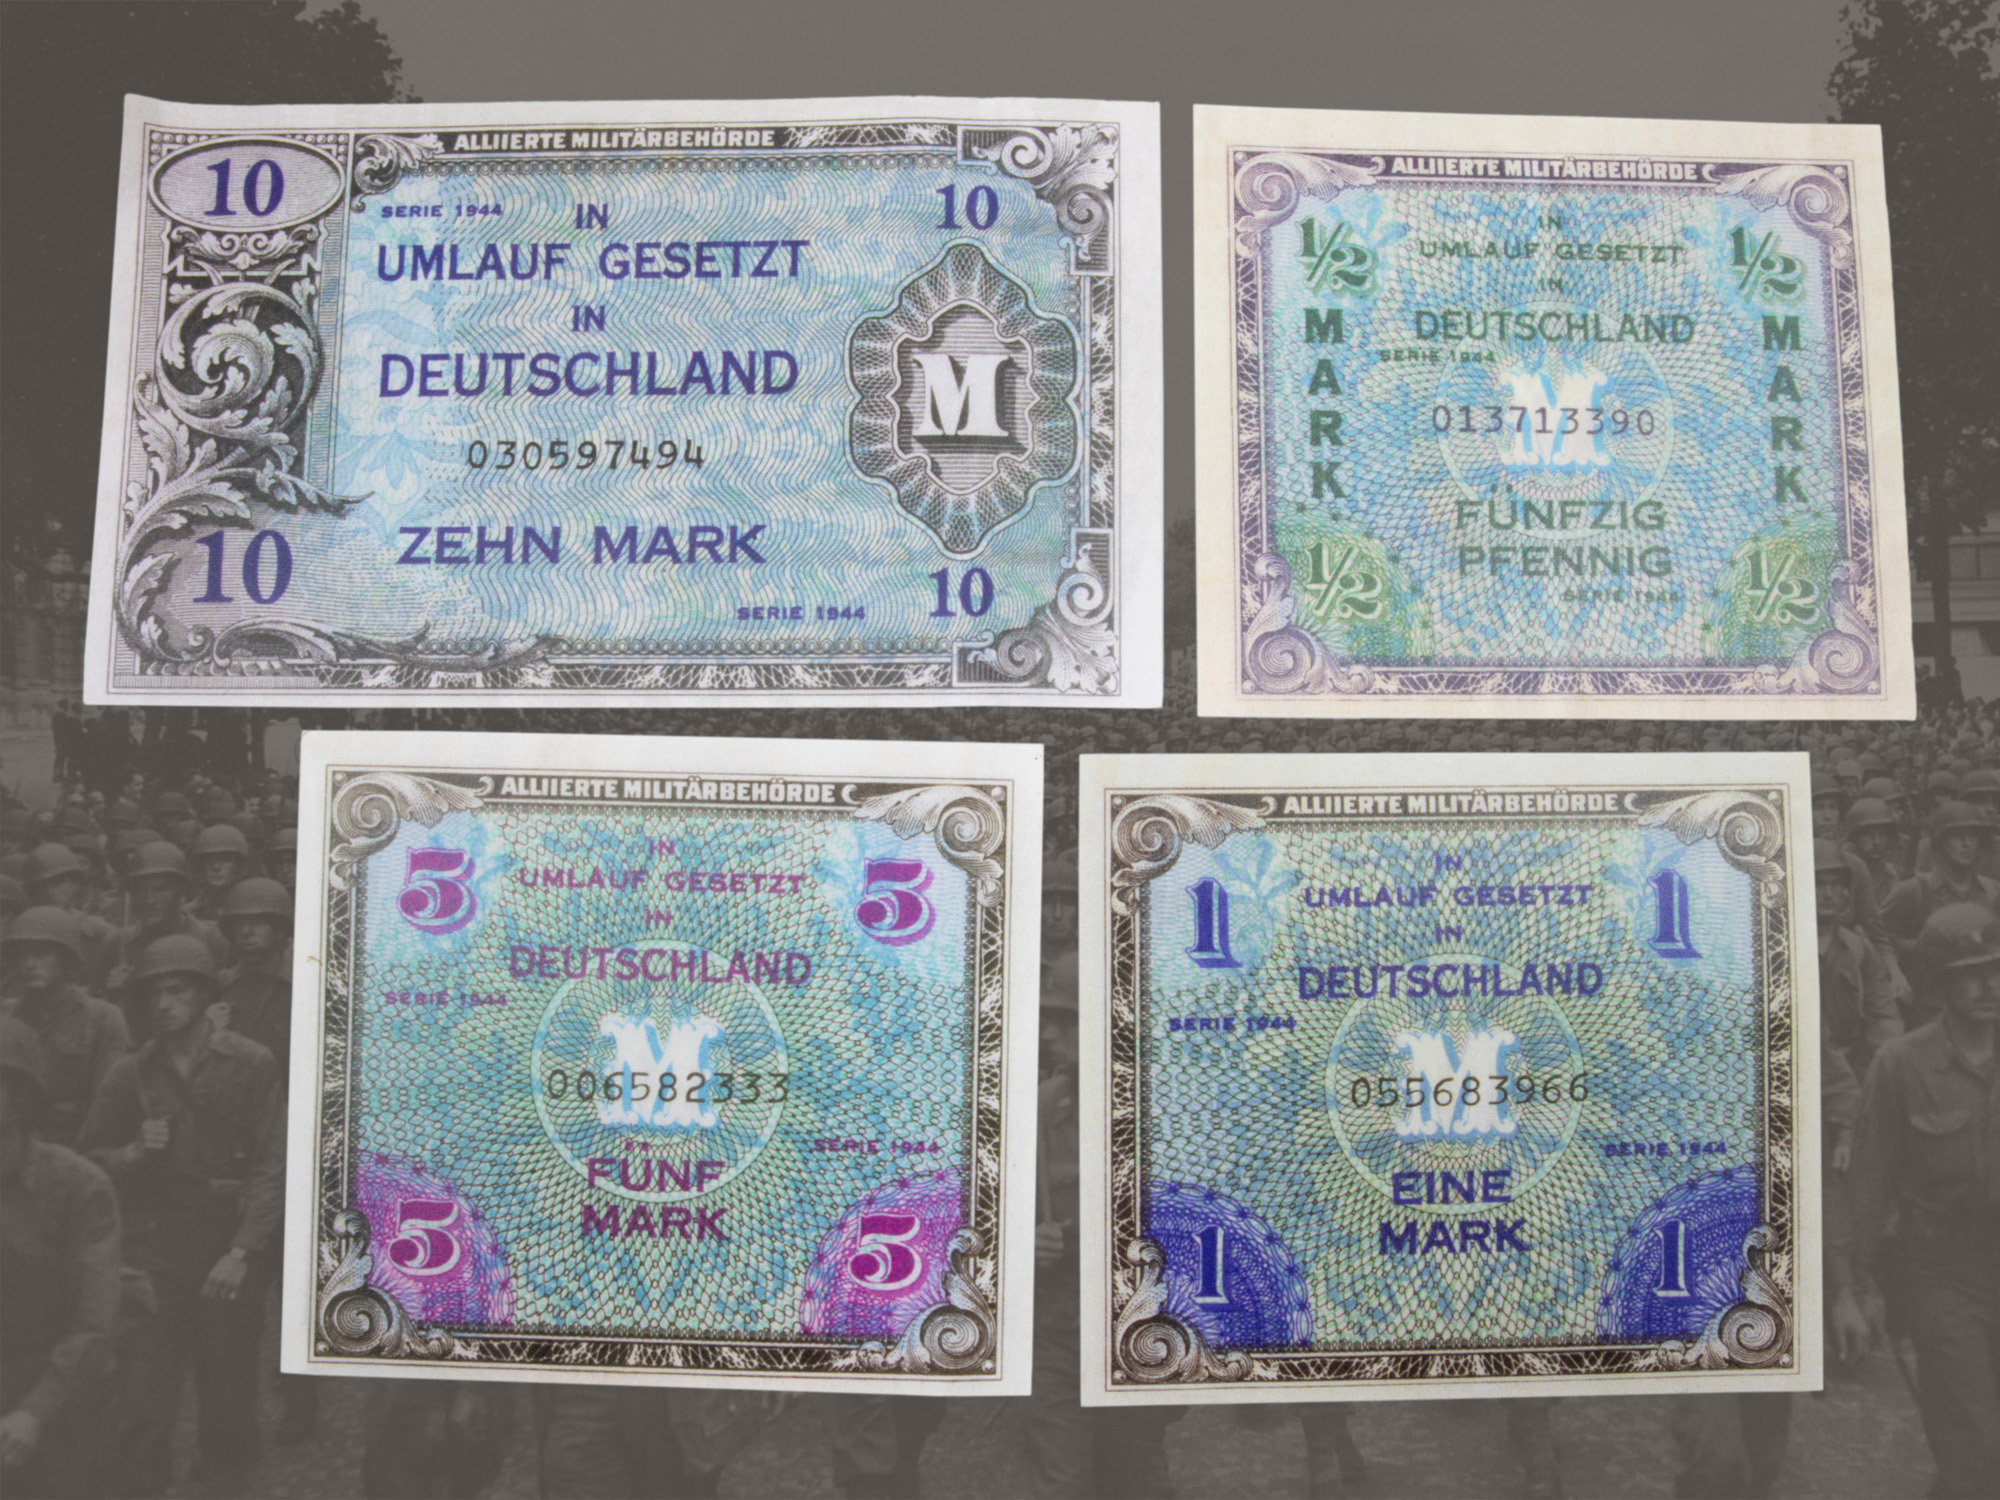 ALLIIERTE MILITÄRBEHÖRDE
10
10
SERIE 1944
IN
UMLAUF GESETZT
IN
DEUTSCHLAND
M
030597494
ZEHN MARK
10
10
SERIE 1944
ALLIIERTE MILITÄRBEHÖRDE
1/2
1/2
IN
UMLAUF GESETZT
IN
DEUTSCHLAND
SERIE 1944
MARK
MARK
M
013713390
FÜNFZIG
PFENNIG
1/2
1/2
SERIE 1944
ALLIIERTE MILITÄRBEHÖRDE
5
5
IN
UMLAUF GESETZT
IN
DEUTSCHLAND
SERIE 1944
M
006582333
SERIE 1944
FÜNF
MARK
5
5
ALLIIERTE MILITÄRBEHÖRDE
1
1
IN
UMLAUF GESETZT
IN
DEUTSCHLAND
SERIE 1944
M
055683966
SERIE 1944
EINE
MARK
1
1